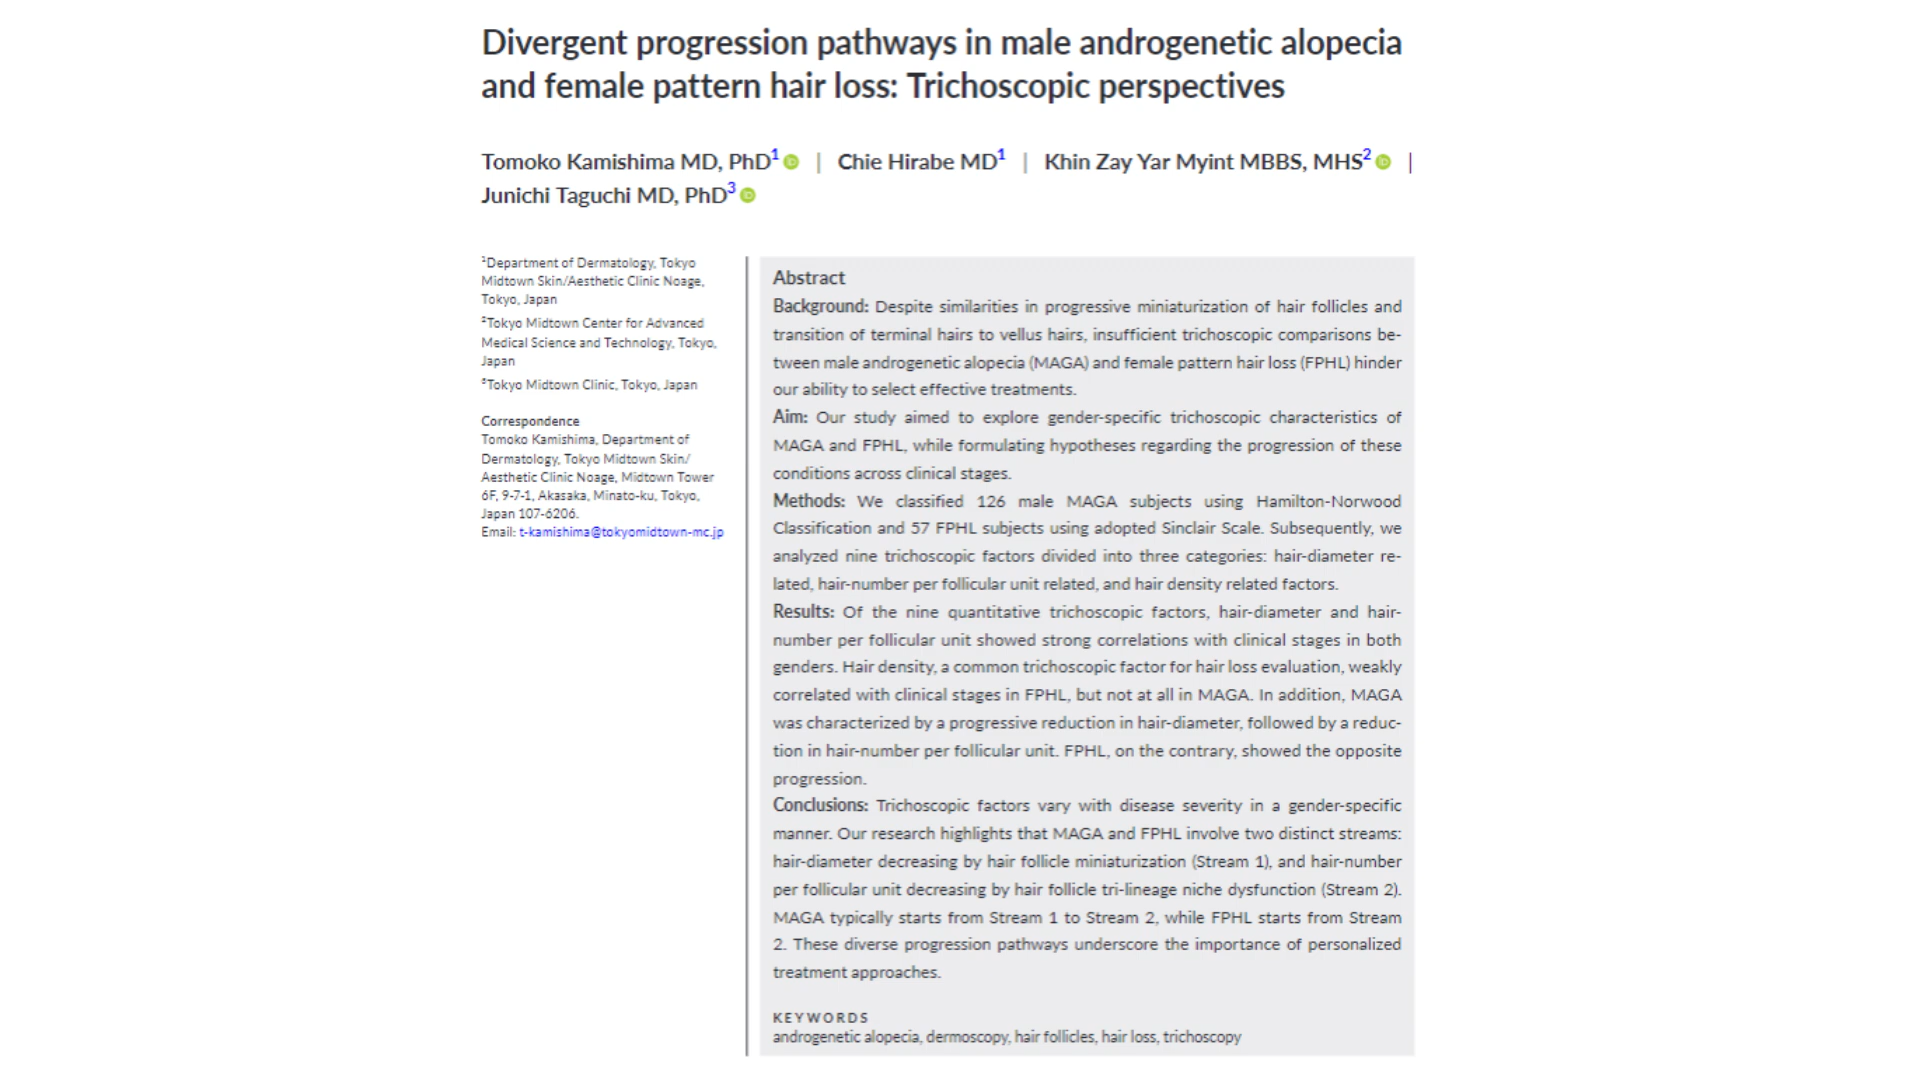 Divergent progression pathways in male androgenetic alopecia
and female pattern hair loss: Trichoscopic perspectives
Tomoko Kamishima MD, PhD1 | Chie Hirabe MD1 | Khin Zay Yar Myint MBBS, MHS2 |
Junichi Taguchi MD, PhD3
1Department of Dermatology, Tokyo
Midtown Skin/Aesthetic Clinic Noage,
Tokyo, Japan
2Tokyo Midtown Center for Advanced
Medical Science and Technology, Tokyo,
Japan
3Tokyo Midtown Clinic, Tokyo, Japan
Correspondence
Tomoko Kamishima, Department of
Dermatology, Tokyo Midtown Skin/
Aesthetic Clinic Noage, Midtown Tower
6F, 9-7-1, Akasaka, Minato-ku, Tokyo,
Japan 107-6206.
Email: t-kamishima@tokyomidtown-mc.jp
Abstract
Background: Despite similarities in progressive miniaturization of hair follicles and
transition of terminal hairs to vellus hairs, insufficient trichoscopic comparisons be-
tween male androgenetic alopecia (MAGA) and female pattern hair loss (FPHL) hinder
our ability to select effective treatments.
Aim: Our study aimed to explore gender-specific trichoscopic characteristics of
MAGA and FPHL, while formulating hypotheses regarding the progression of these
conditions across clinical stages.
Methods: We classified 126 male MAGA subjects using Hamilton-Norwood
Classification and 57 FPHL subjects using adopted Sinclair Scale. Subsequently, we
analyzed nine trichoscopic factors divided into three categories: hair-diameter re-
lated, hair-number per follicular unit related, and hair density related factors.
Results: Of the nine quantitative trichoscopic factors, hair-diameter and hair-
number per follicular unit showed strong correlations with clinical stages in both
genders. Hair density, a common trichoscopic factor for hair loss evaluation, weakly
correlated with clinical stages in FPHL, but not at all in MAGA. In addition, MAGA
was characterized by a progressive reduction in hair-diameter, followed by a reduc-
tion in hair-number per follicular unit. FPHL, on the contrary, showed the opposite
progression.
Conclusions: Trichoscopic factors vary with disease severity in a gender-specific
manner. Our research highlights that MAGA and FPHL involve two distinct streams:
hair-diameter decreasing by hair follicle miniaturization (Stream 1), and hair-number
per follicular unit decreasing by hair follicle tri-lineage niche dysfunction (Stream 2).
MAGA typically starts from Stream 1 to Stream 2, while FPHL starts from Stream
2. These diverse progression pathways underscore the importance of personalized
treatment approaches.
KEYWORDS
androgenetic alopecia, dermoscopy, hair follicles, hair loss, trichoscopy